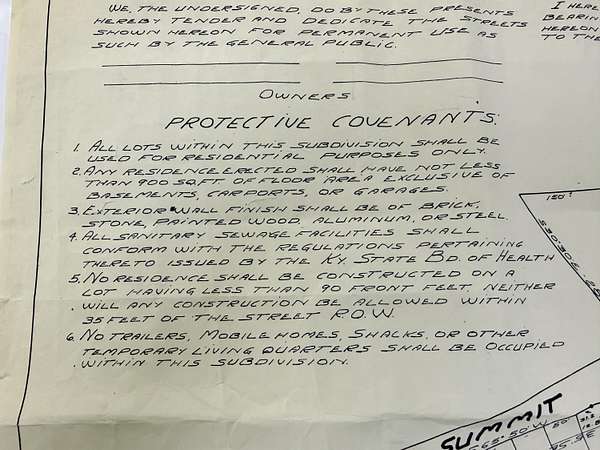 WE, THE UNDERSIGNED, DO BY THESE PRESENTS
HEREBY TENDER AND DEDICATE THE STREETS
SHOWN HEREON FOR PERMANENT USE AS
SUCH BY THE GENERAL PUBLIC.
I HERE
BEARIN
HEREON
TO THE
OWNERS
PROTECTIVE COVENANTS:
1. ALL LOTS WITHIN THIS SUBDIVISION SHALL BE
USED FOR RESIDENTIAL PURPOSES ONLY.
2. ANY RESIDENCE ERECTED SHALL HAVE NOT LESS
THAN 900 SQ.FT. OF FLOOR AREA EXCLUSIVE OF
BASEMENTS, CARPORTS, OR GARAGES.
3. EXTERIOR WALL FINISH SHALL BE OF BRICK,
STONE, PAINTED WOOD, ALUMINUM, OR STEEL.
4. ALL SANITARY SEWAGE FACILITIES SHALL
CONFORM WITH THE REGULATIONS PERTAINING
THERETO ISSUED BY THE KY. STATE BD. OF HEALTH
5. NO RESIDENCE SHALL BE CONSTRUCTED ON A
LOT HAVING LESS THAN 90 FRONT FEET. NEITHER
WILL ANY CONSTRUCTION BE ALLOWED WITHIN
35 FEET OF THE STREET R.O.W.
6. NO TRAILERS, MOBILE HOMES, SHACKS, OR OTHER
TEMPORARY LIVING QUARTERS SHALL BE OCCUPIED
WITHIN THIS SUBDIVISION.
150'
SUMMIT